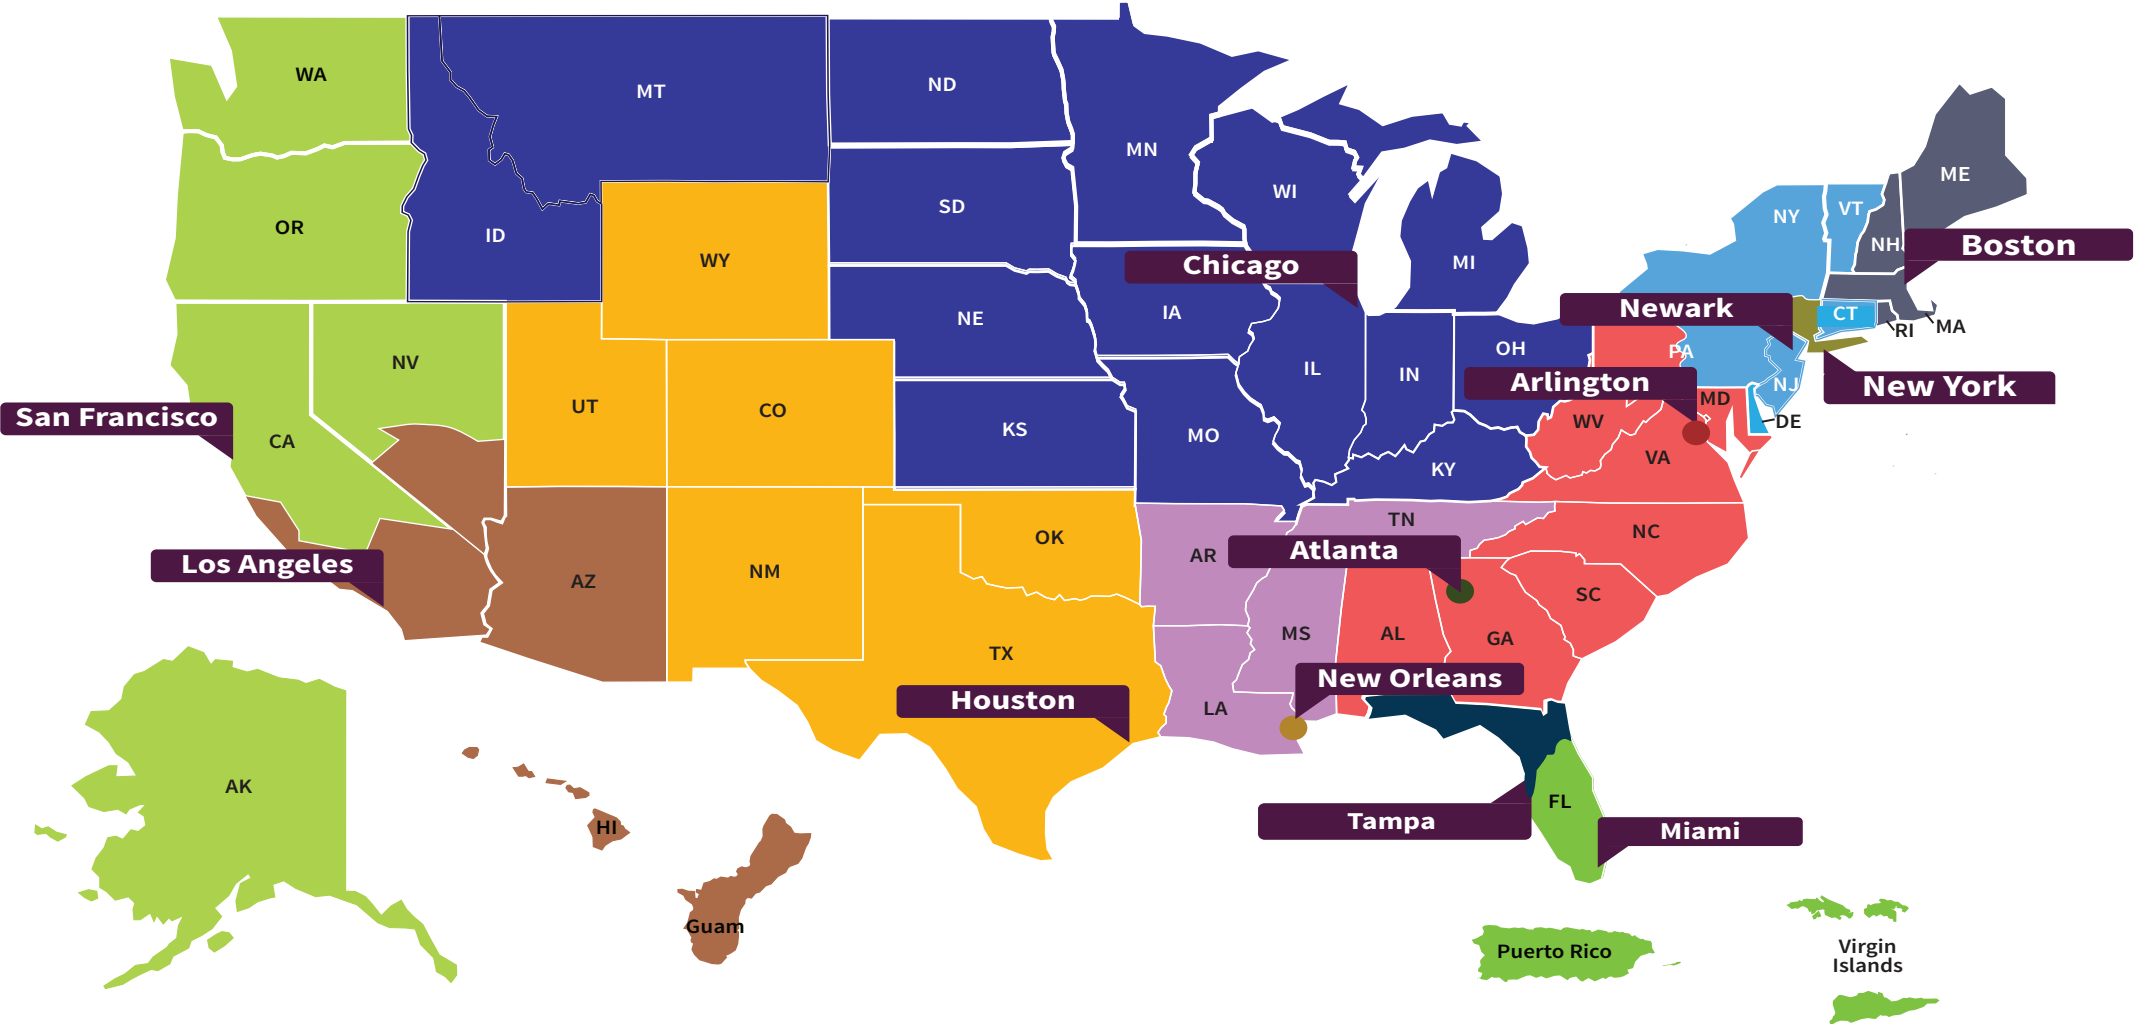 WA
MT
ND
MN
ME
OR
ID
WY
SD
WI
MI
NY
VT
NH
Boston
Chicago
NE
IA
Newark
CT
RI
MA
NV
UT
CO
KS
MO
IL
IN
OH
PA
NJ
New York
Arlington
MD
DE
San Francisco
CA
WV
VA
KY
Los Angeles
AZ
NM
OK
AR
TN
NC
Atlanta
SC
TX
MS
AL
GA
Houston
LA
New Orleans
AK
HI
Guam
Tampa
FL
Miami
Puerto Rico
Virgin
Islands